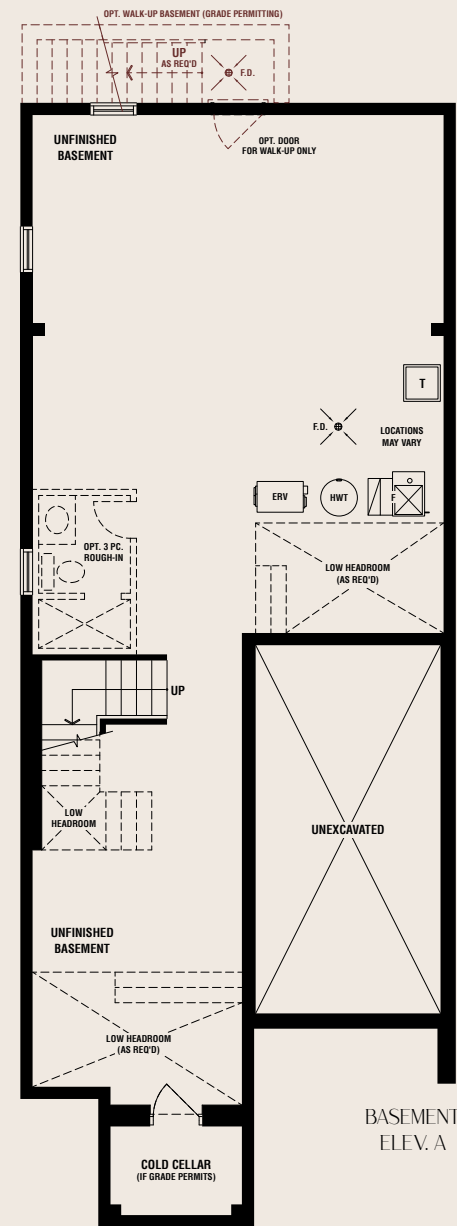 OPT. WALK-UP BASEMENT (GRADE PERMITTING)
UP
AS REQ'D
F.D.
UNFINISHED
BASEMENT
OPT. DOOR
FOR WALK-UP ONLY
T
F.D.
LOCATIONS
MAY VARY
ERV
HWT
F
OPT. 3 PC.
ROUGH-IN
LOW HEADROOM
(AS REQ'D)
UP
LOW
HEADROOM
UNEXCAVATED
UNFINISHED
BASEMENT
LOW HEADROOM
(AS REQ'D)
BASEMENT
ELEV. A
COLD CELLAR
(IF GRADE PERMITS)